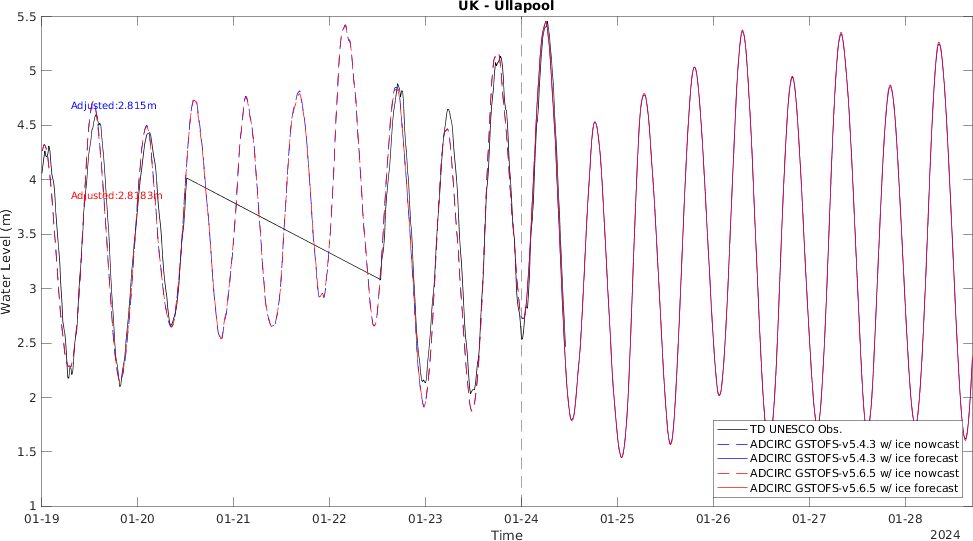 UK - Ullapool
5.5
5
4.5
4
3.5
3
2.5
2
1.5
1
Water Level (m)
Adjusted:2.815m
Adjusted:2.8183m
TD UNESCO Obs.
ADCIRC GSTOFS-v5.4.3 w/ ice nowcast
ADCIRC GSTOFS-v5.4.3 w/ ice forecast
ADCIRC GSTOFS-v5.6.5 w/ ice nowcast
ADCIRC GSTOFS-v5.6.5 w/ ice forecast
01-19 01-20 01-21 01-22 01-23 01-24 01-25 01-26 01-27 01-28
Time
2024